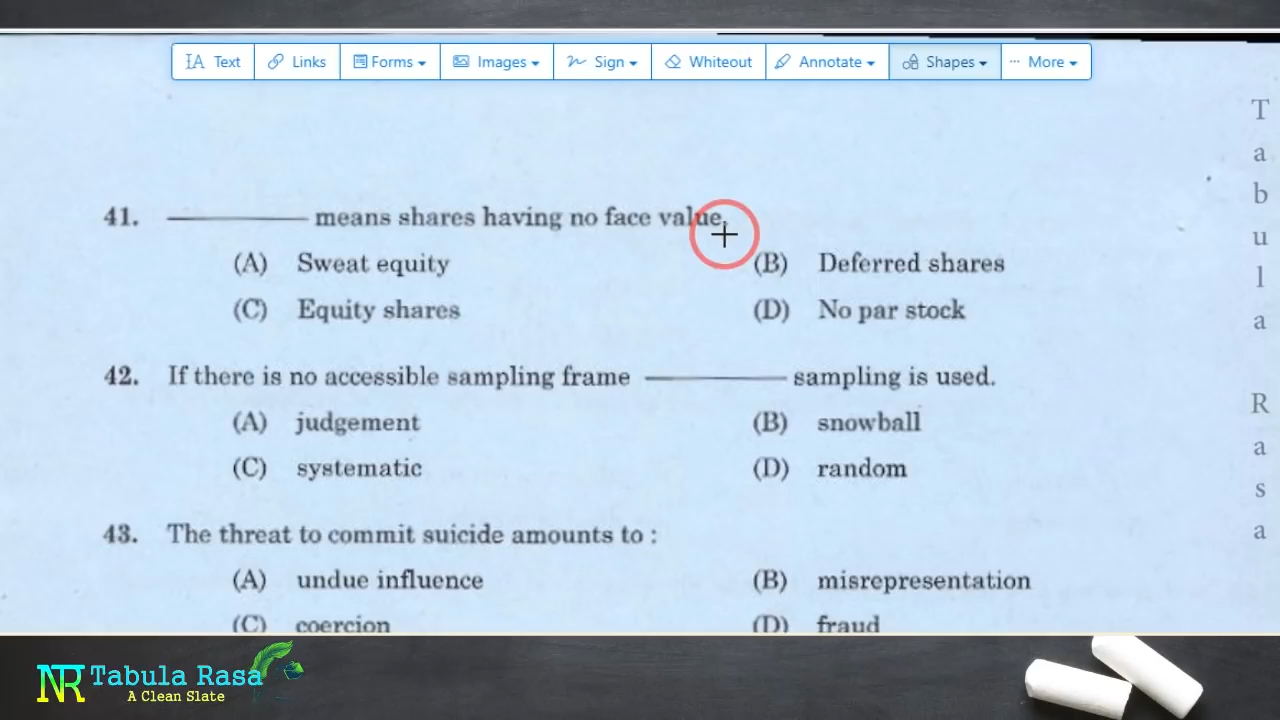 Text Links Forms Images Sign Whiteout Annotate Shapes More
41. ______ means shares having no face value.
(A) Sweat equity (B) Deferred shares
(C) Equity shares (D) No par stock
42. If there is no accessible sampling frame ______ sampling is used.
(A) judgement (B) snowball
(C) systematic (D) random
43. The threat to commit suicide amounts to :
(A) undue influence (B) misrepresentation
(C) coercion (D) fraud
Tabula Rasa
NR Tabula Rasa
A Clean Slate